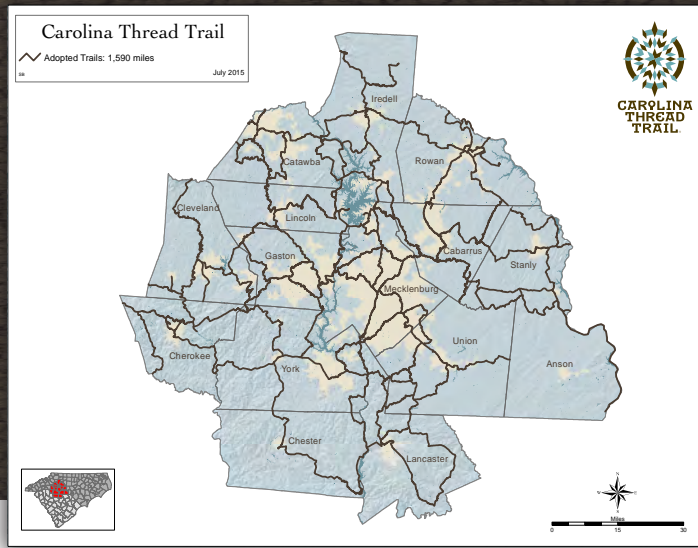 Carolina Thread Trail
Adopted Trails: 1,590 miles
SB
July 2015
CAROLINA
THREAD
TRAIL
Iredell
Catawba
Rowan
Cleveland
Lincoln
Gaston
Cabarrus
Stanly
Mecklenburg
Union
Cherokee
York
Anson
Chester
Lancaster
N
W
E
S
Miles
0 15 30